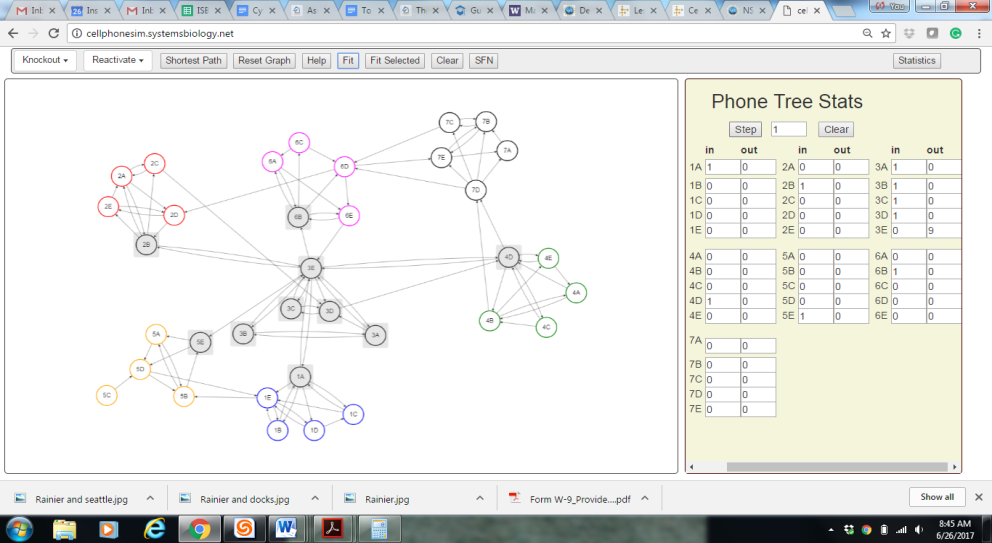 Inl
26 Ins
Inl
ISE
Cy
As
To
Th
Gu
Ma
De
Le
Ce
NS
cel
You
cellphonesim.systemsbiology.net
Knockout
Reactivate
Shortest Path
Reset Graph
Help
Fit
Fit Selected
Clear
SFN
Statistics
7C
7B
7E
7A
7D
6C
6A
6D
6B
6E
2C
2A
2E
2D
2B
3E
3C
3D
3B
3A
4D
4E
4A
4B
4C
5A
5E
5D
5C
5B
1A
1E
1C
1B
1D
Phone Tree Stats
Step 1 Clear
in out in out in out
1A 1 0 2A 0 0 3A 1 0
1B 0 0 2B 1 0 3B 1 0
1C 0 0 2C 0 0 3C 1 0
1D 0 0 2D 0 0 3D 1 0
1E 0 0 2E 0 0 3E 0 9
4A 0 0 5A 0 0 6A 0 0
4B 0 0 5B 0 0 6B 1 0
4C 0 0 5C 0 0 6C 0 0
4D 1 0 5D 0 0 6D 0 0
4E 0 0 5E 1 0 6E 0 0
7A 0 0
7B 0 0
7C 0 0
7D 0 0
7E 0 0
Rainier and seattle.jpg
Rainier and docks.jpg
Rainier.jpg
Form W-9_Provide....pdf
Show all
8:45 AM
6/26/2017